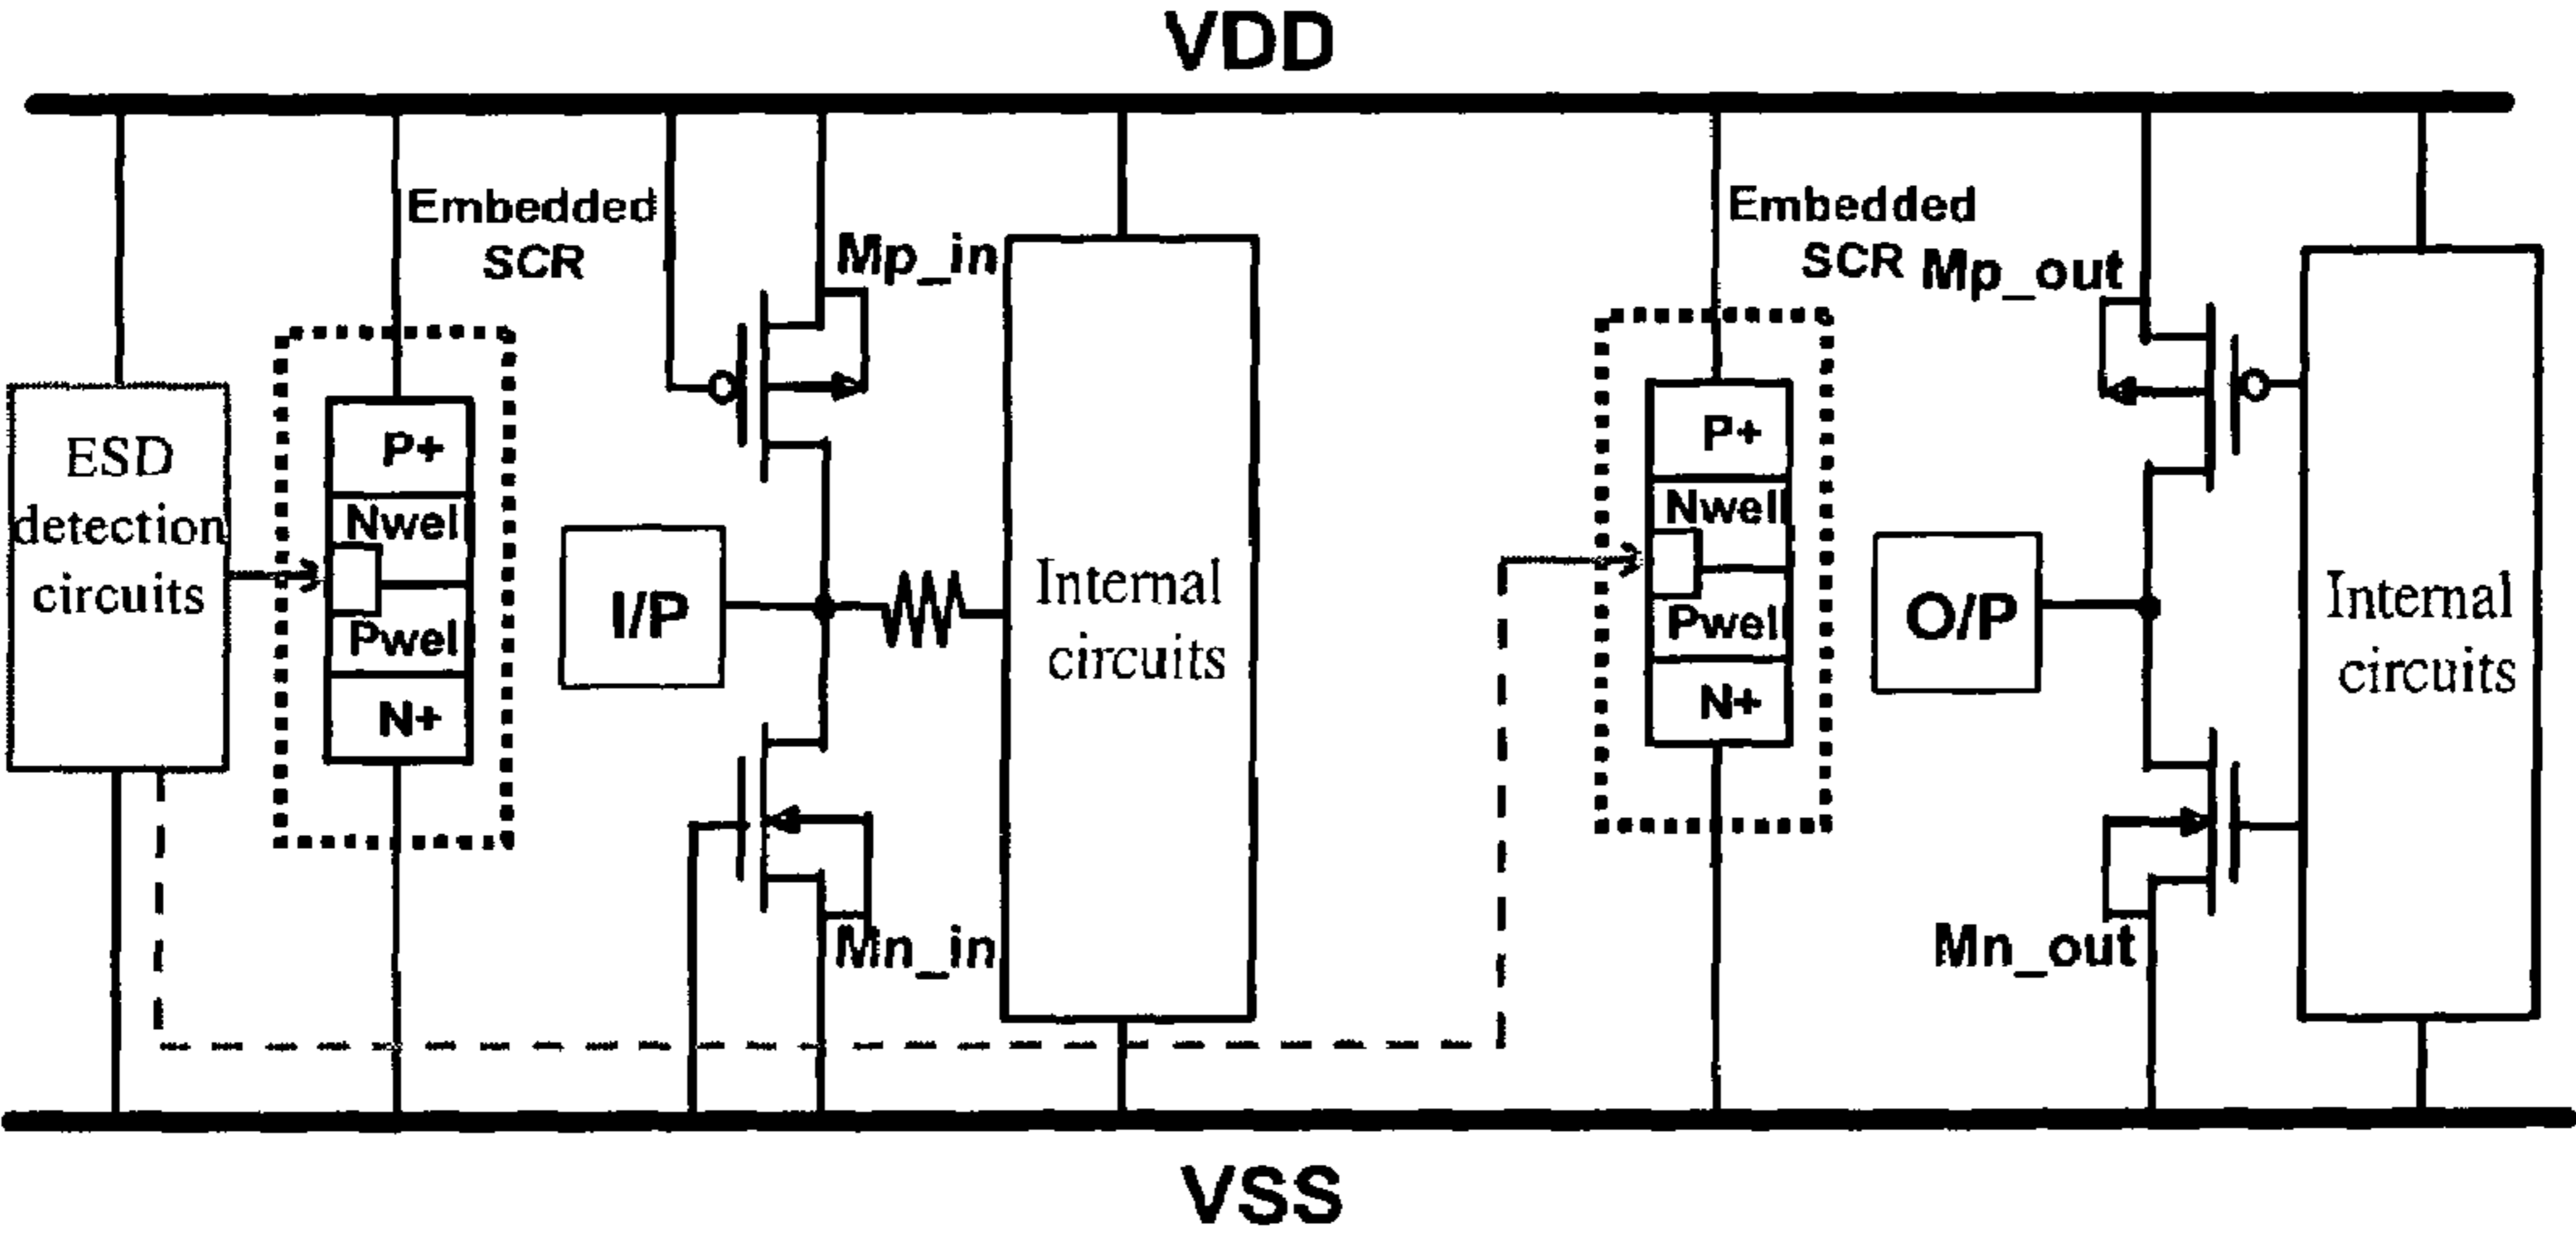 VDD
Embedded
SCR
Mp_in
Embedded
SCR
Mp_out
ESD
detection
circuits
P+
Nwell
Pwel
N+
I/P
Internal
circuits
Mn_in
P+
Nwell
Pwell
N+
O/P
Internal
circuits
Mn_out
VSS